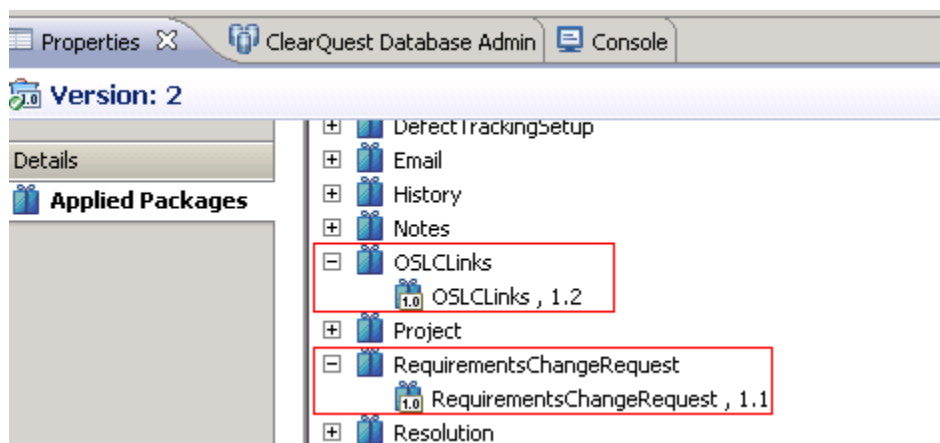 Properties ClearQuest Database Admin Console
Version: 2
DefectTrackingSetup
Details
Email
Applied Packages
History
Notes
OSLCLinks
OSLCLinks , 1.2
Project
RequirementsChangeRequest
RequirementsChangeRequest , 1.1
Resolution